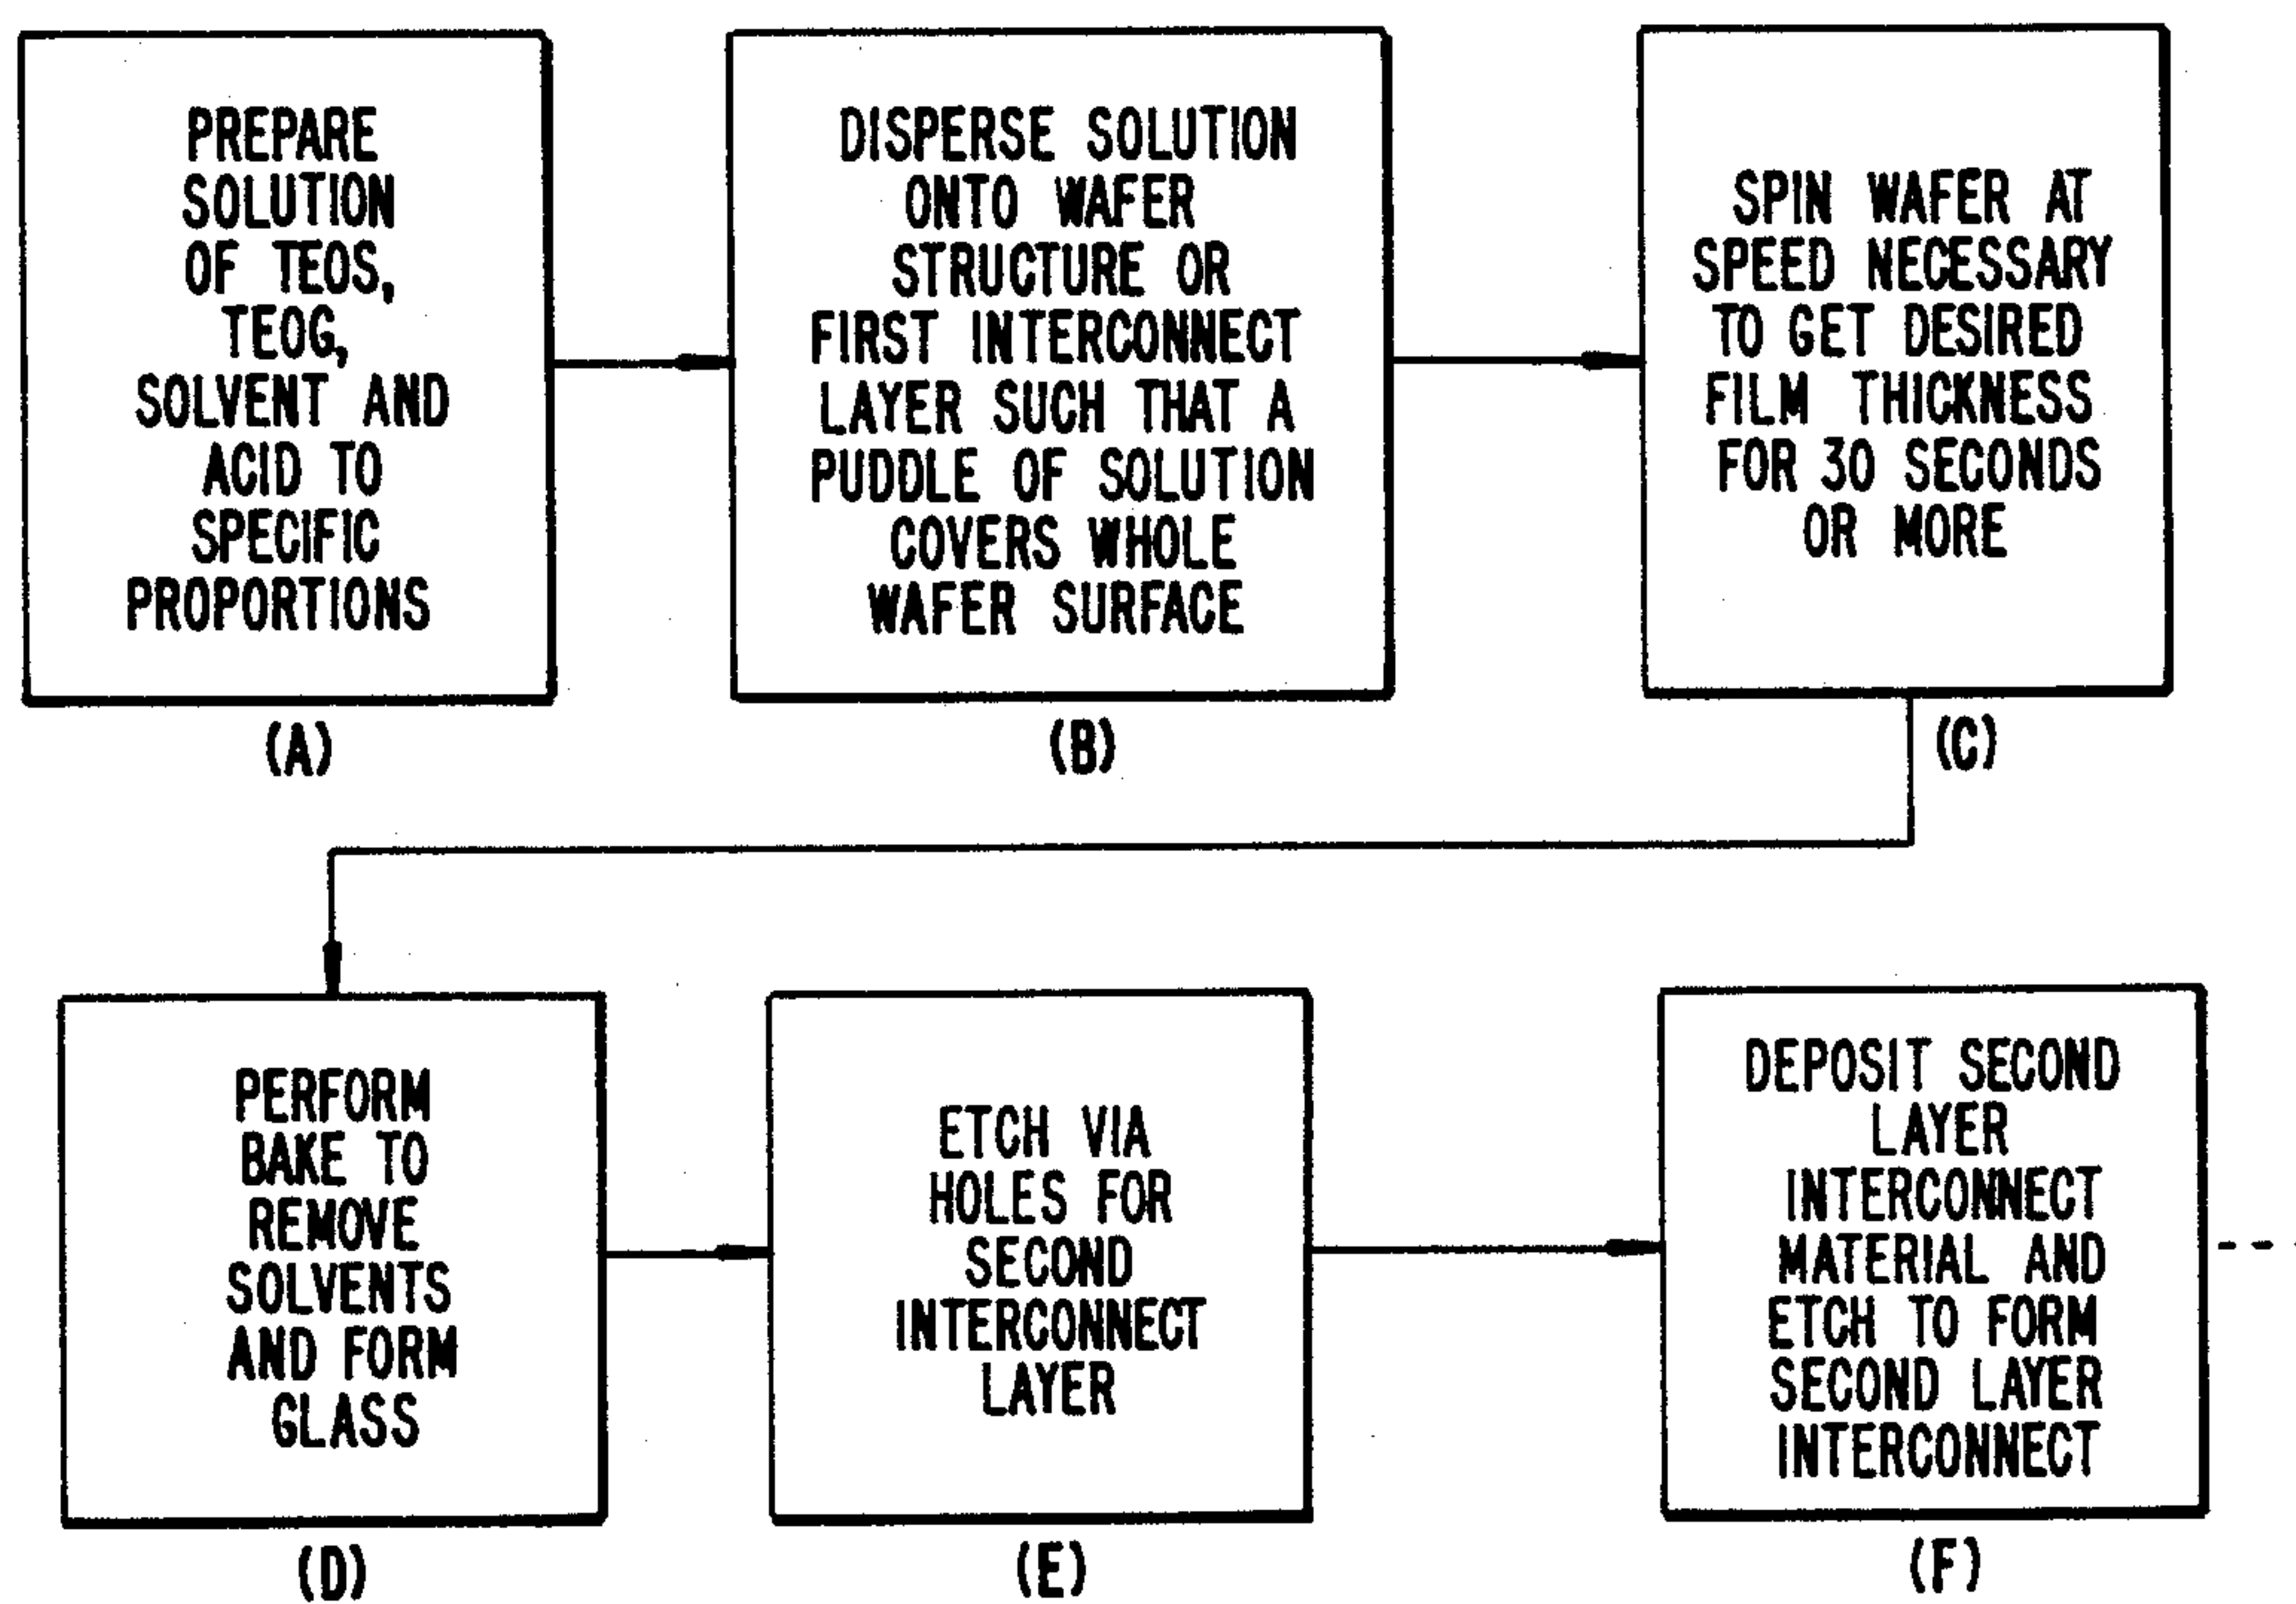 PREPARE
SOLUTION
OF TEOS,
TEOG,
SOLVENT AND
ACID TO
SPECIFIC
PROPORTIONS
(A)
DISPERSE SOLUTION
ONTO WAFER
STRUCTURE OR
FIRST INTERCONNECT
LAYER SUCH THAT A
PUDDLE OF SOLUTION
COVERS WHOLE
WAFER SURFACE
(B)
SPIN WAFER AT
SPEED NECESSARY
TO GET DESIRED
FILM THICKNESS
FOR 30 SECONDS
OR MORE
(C)
PERFORM
BAKE TO
REMOVE
SOLVENTS
AND FORM
GLASS
(D)
ETCH VIA
HOLES FOR
SECOND
INTERCONNECT
LAYER
(E)
DEPOSIT SECOND
LAYER
INTERCONNECT
MATERIAL AND
ETCH TO FORM
SECOND LAYER
INTERCONNECT
(F)